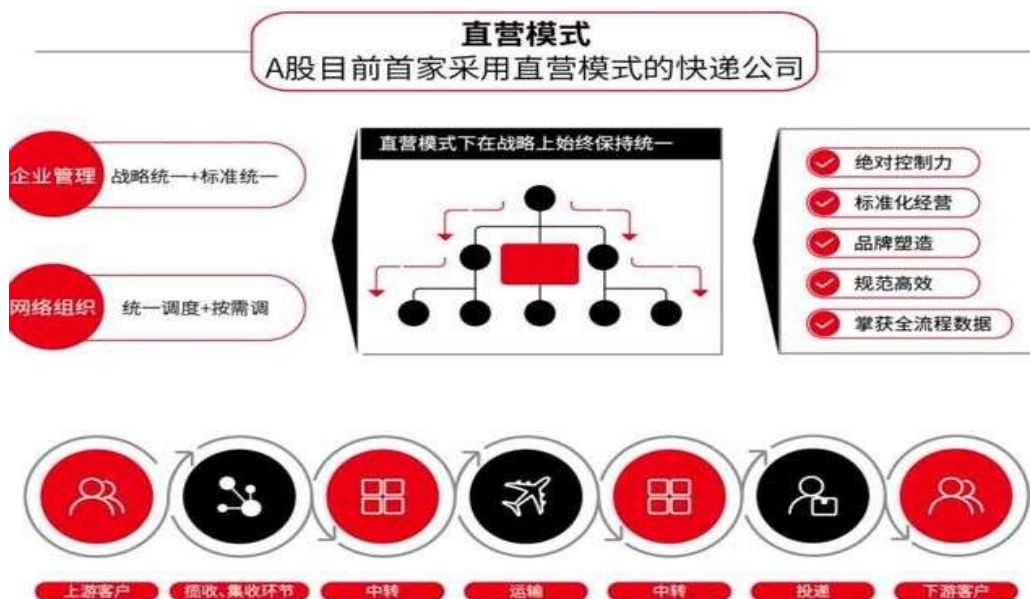 直营模式
A股目前首家采用直营模式的快递公司
企业管理
战略统一+标准统一
网络组织
统一调度+按需调
直营模式下在战略上始终保持统一
绝对控制力
标准化经营
品牌塑造
规范高效
掌获全流程数据
上游客户
揽收、集收环节
中转
运输
中转
投递
下游客户